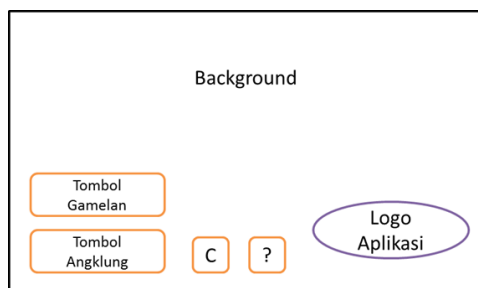 Background
Tombol
Gamelan
Tombol
Angklung
C
?
Logo
Aplikasi